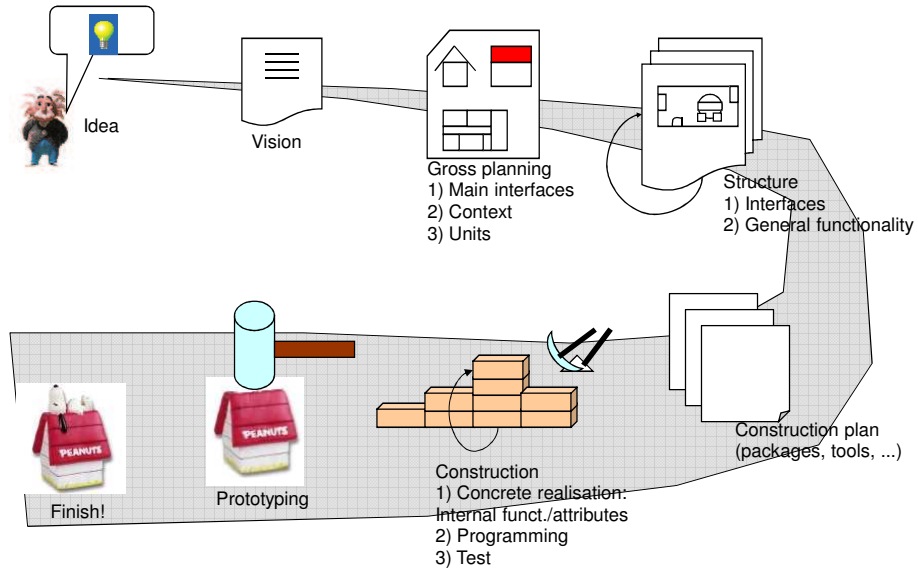 Idea
Vision
Gross planning
1) Main interfaces
2) Context
3) Units
Structure
1) Interfaces
2) General functionality
Construction plan
(packages, tools, ...)
Construction
1) Concrete realisation:
Internal funct./attributes
2) Programming
3) Test
PEANUTS
Prototyping
PEANUTS
Finish!